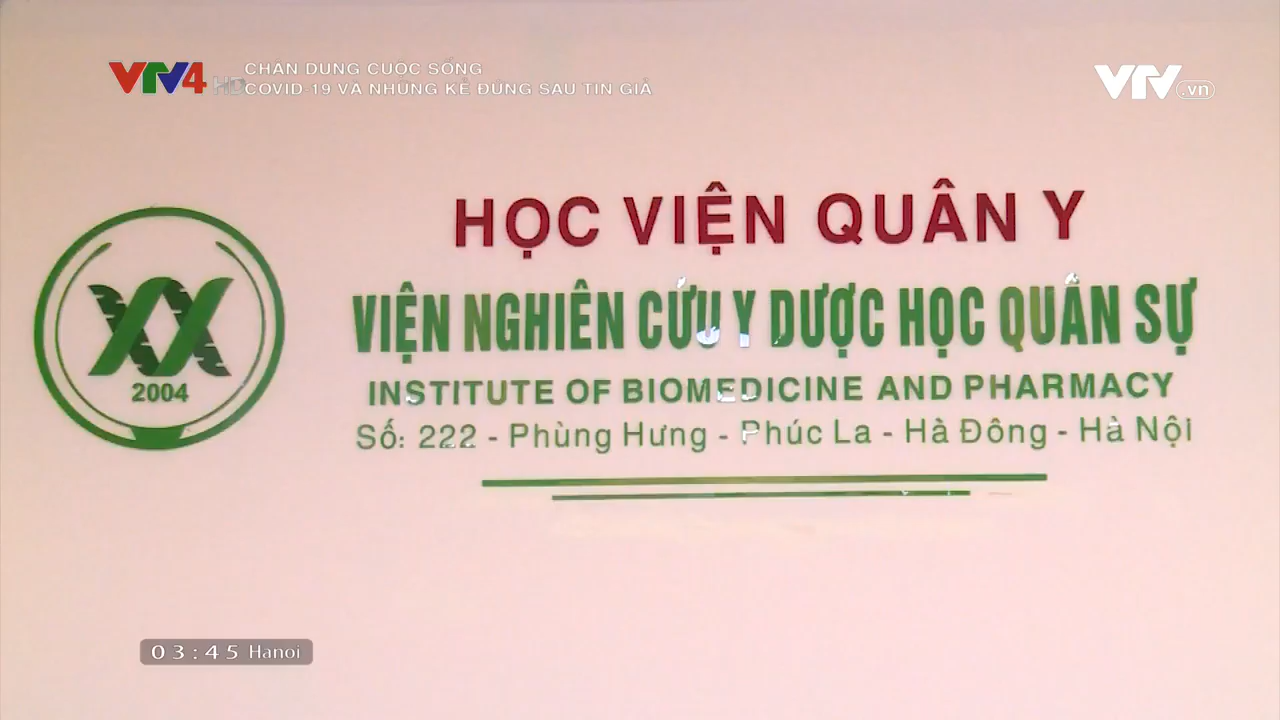 VTV4 HD
CHÂN DUNG CUỘC SỐNG
COVID-19 VÀ NHỮNG KẺ ĐỨNG SAU TIN GIẢ
VTV.vn
HỌC VIỆN QUÂN Y
VIỆN NGHIÊN CỨU Y DƯỢC HỌC QUÂN SỰ
INSTITUTE OF BIOMEDICINE AND PHARMACY
Số: 222 - Phùng Hưng - Phúc La - Hà Đông - Hà Nội
2004
03:45 Hanoi